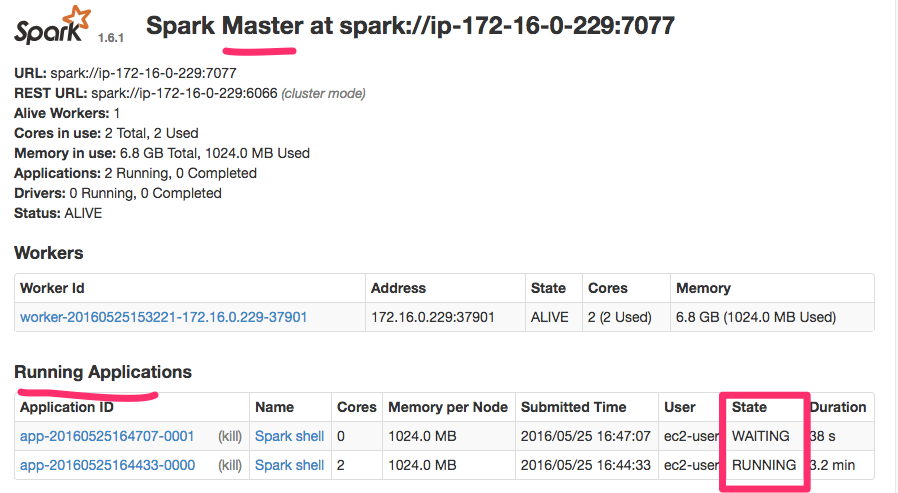 Spark 1.6.1 Spark Master at spark://ip-172-16-0-229:7077
URL: spark://ip-172-16-0-229:7077
REST URL: spark://ip-172-16-0-229:6066 (cluster mode)
Alive Workers: 1
Cores in use: 2 Total, 2 Used
Memory in use: 6.8 GB Total, 1024.0 MB Used
Applications: 2 Running, 0 Completed
Drivers: 0 Running, 0 Completed
Status: ALIVE
Workers
Worker Id Address State Cores Memory
worker-20160525153221-172.16.0.229-37901 172.16.0.229:37901 ALIVE 2 (2 Used) 6.8 GB (1024.0 MB Used)
Running Applications
Application ID Name Cores Memory per Node Submitted Time User State Duration
app-20160525164707-0001 (kill) Spark shell 0 1024.0 MB 2016/05/25 16:47:07 ec2-user WAITING 38 s
app-20160525164433-0000 (kill) Spark shell 2 1024.0 MB 2016/05/25 16:44:33 ec2-user RUNNING 3.2 min